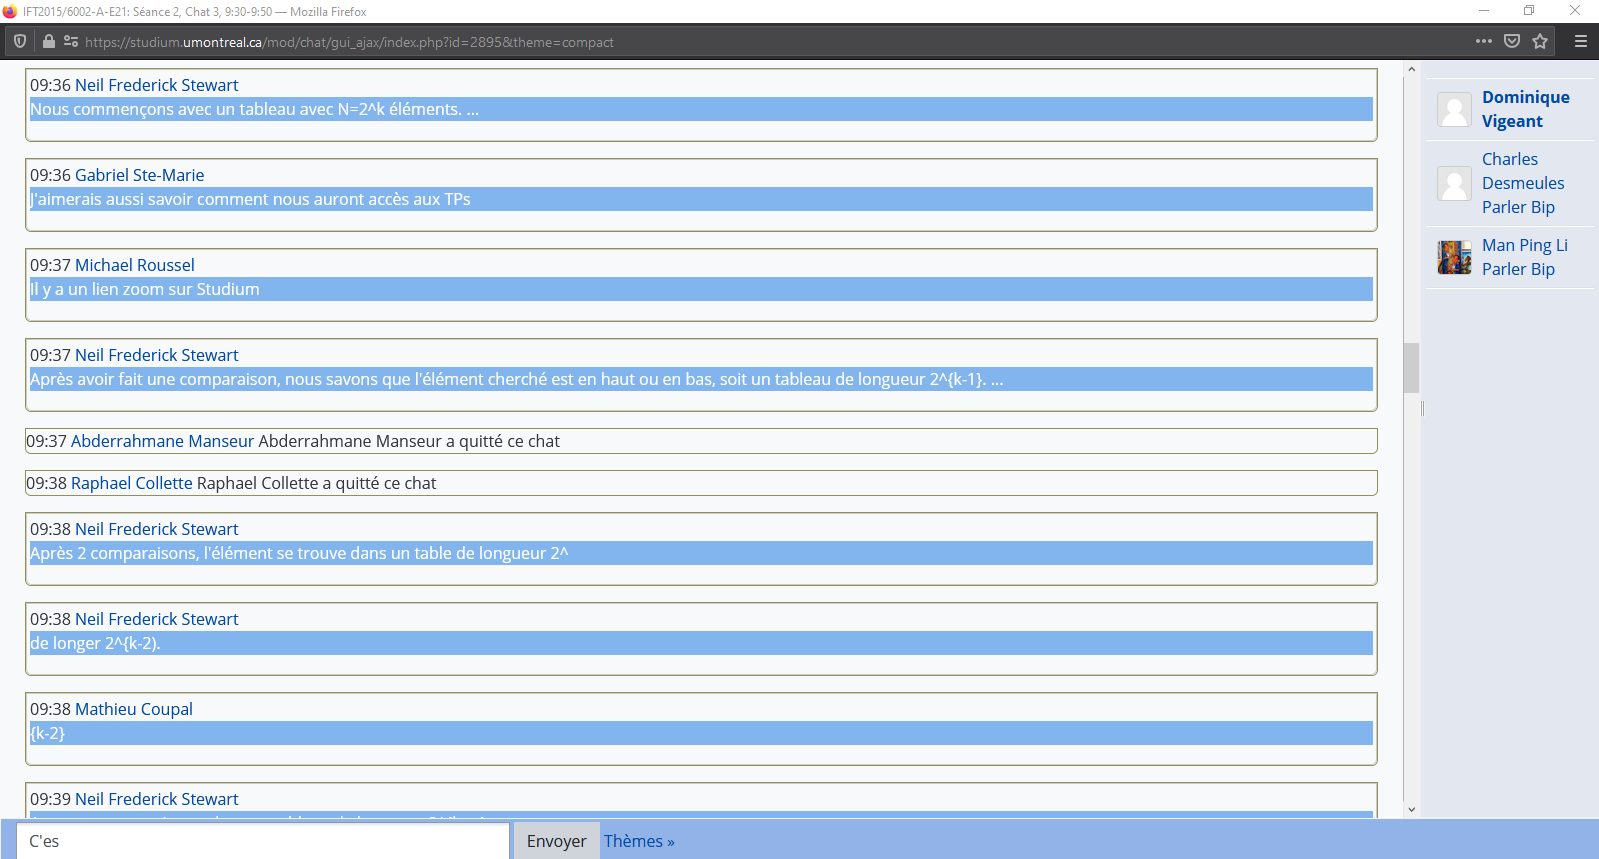 IFT2015/6002-A-E21: Séance 2, Chat 3, 9:30-9:50 — Mozilla Firefox
https://studium.umontreal.ca/mod/chat/gui_ajax/index.php?id=2895&theme=compact
09:36 Neil Frederick Stewart
Nous commençons avec un tableau avec N=2^k éléments. ...
09:36 Gabriel Ste-Marie
J'aimerais aussi savoir comment nous auront accès aux TPs
09:37 Michael Roussel
Il y a un lien zoom sur Studium
09:37 Neil Frederick Stewart
Après avoir fait une comparaison, nous savons que l'élément cherché est en haut ou en bas, soit un tableau de longueur 2^{k-1}. ...
09:37 Abderrahmane Manseur Abderrahmane Manseur a quitté ce chat
09:38 Raphael Collette Raphael Collette a quitté ce chat
09:38 Neil Frederick Stewart
Après 2 comparaisons, l'élément se trouve dans un table de longueur 2^
09:38 Neil Frederick Stewart
de longer 2^{k-2).
09:38 Mathieu Coupal
{k-2}
09:39 Neil Frederick Stewart
C'es
Envoyer
Thèmes »
Dominique
Vigeant
Charles
Desmeules
Parler Bip
Man Ping Li
Parler Bip